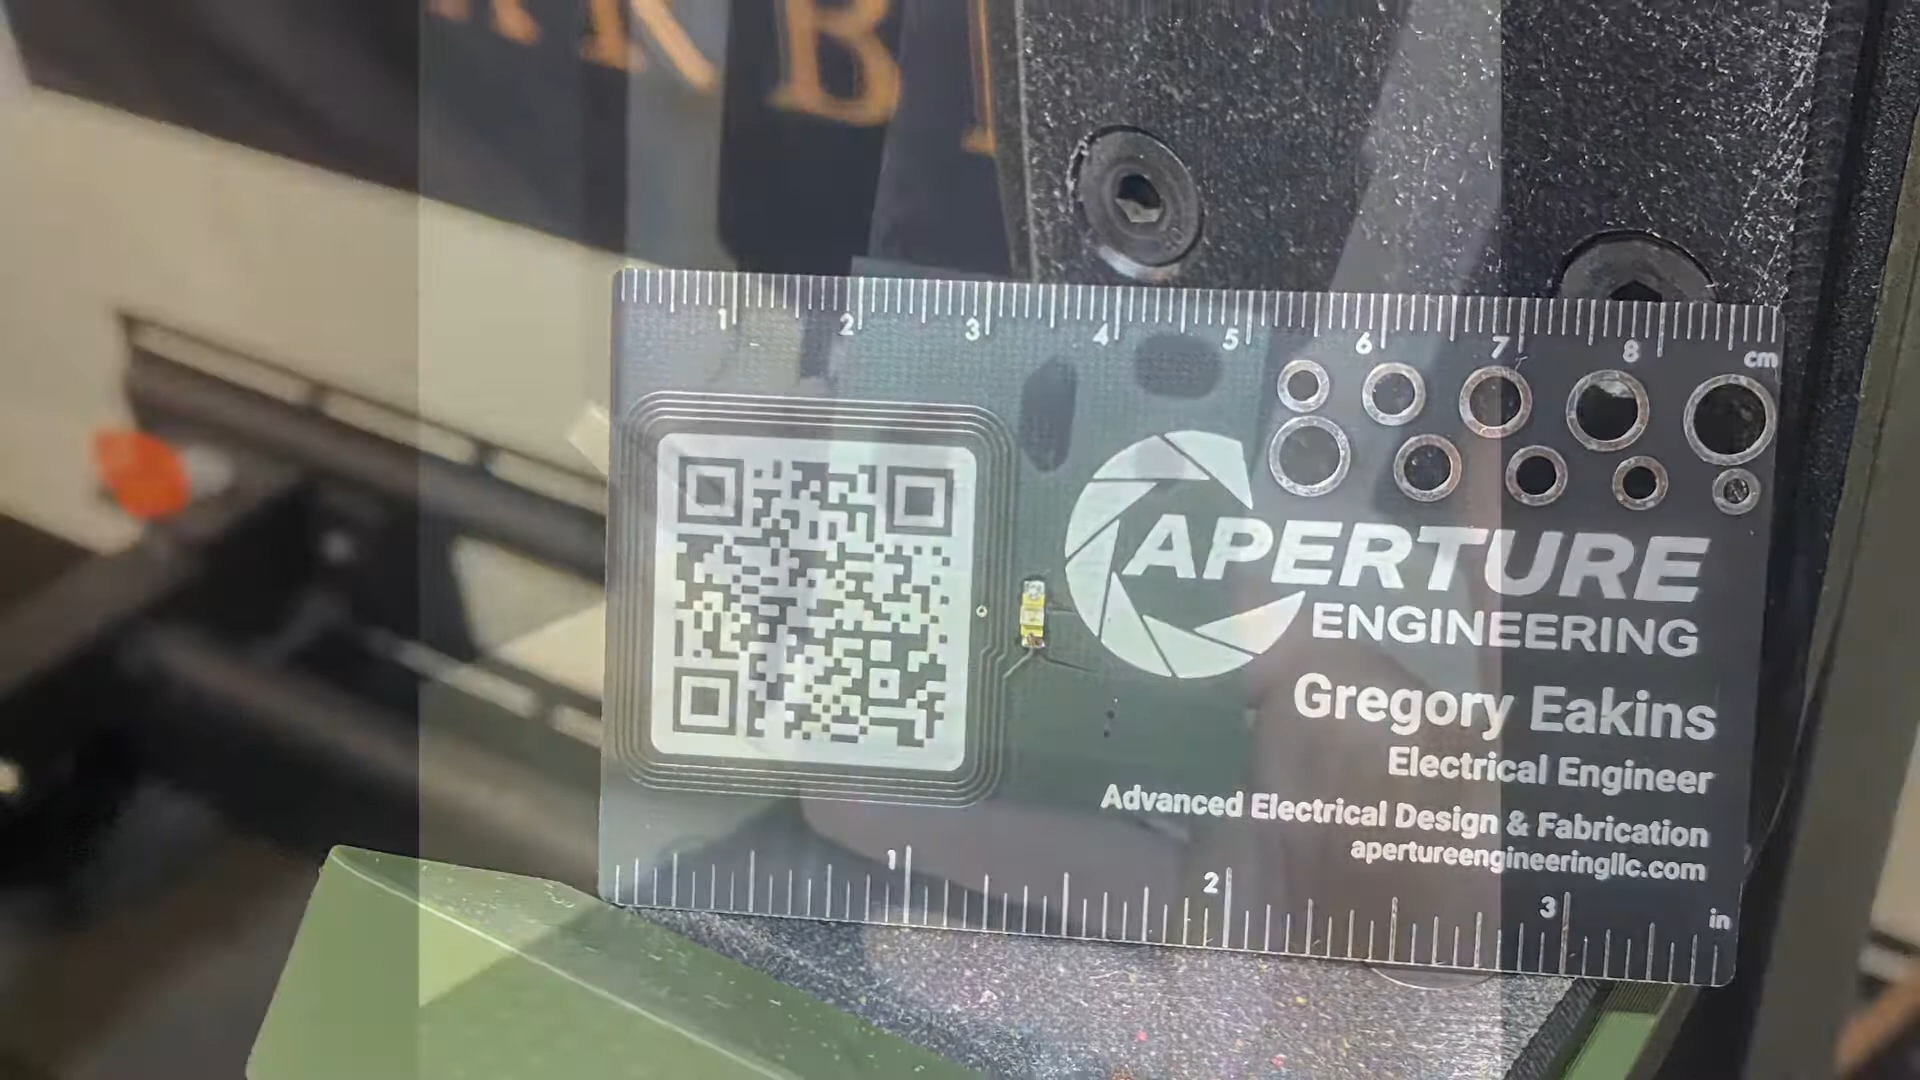 1 2 3 4 5 6 7 8 cm
APERTURE
ENGINEERING
Gregory Eakins
Electrical Engineer
Advanced Electrical Design & Fabrication
apertureengineeringllc.com
1 2 3 in